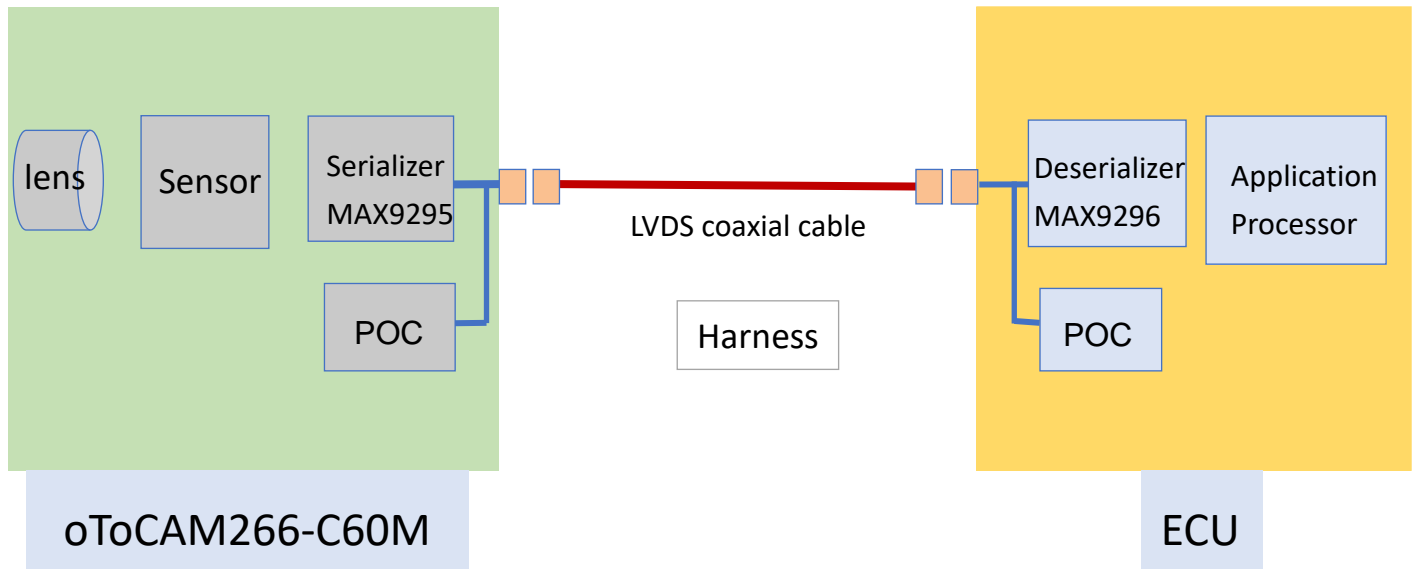 lens
Sensor
Serializer
MAX9295
POC
LVDS coaxial cable
Harness
Deserializer
MAX9296
Application
Processor
POC
oToCAM266-C60M
ECU